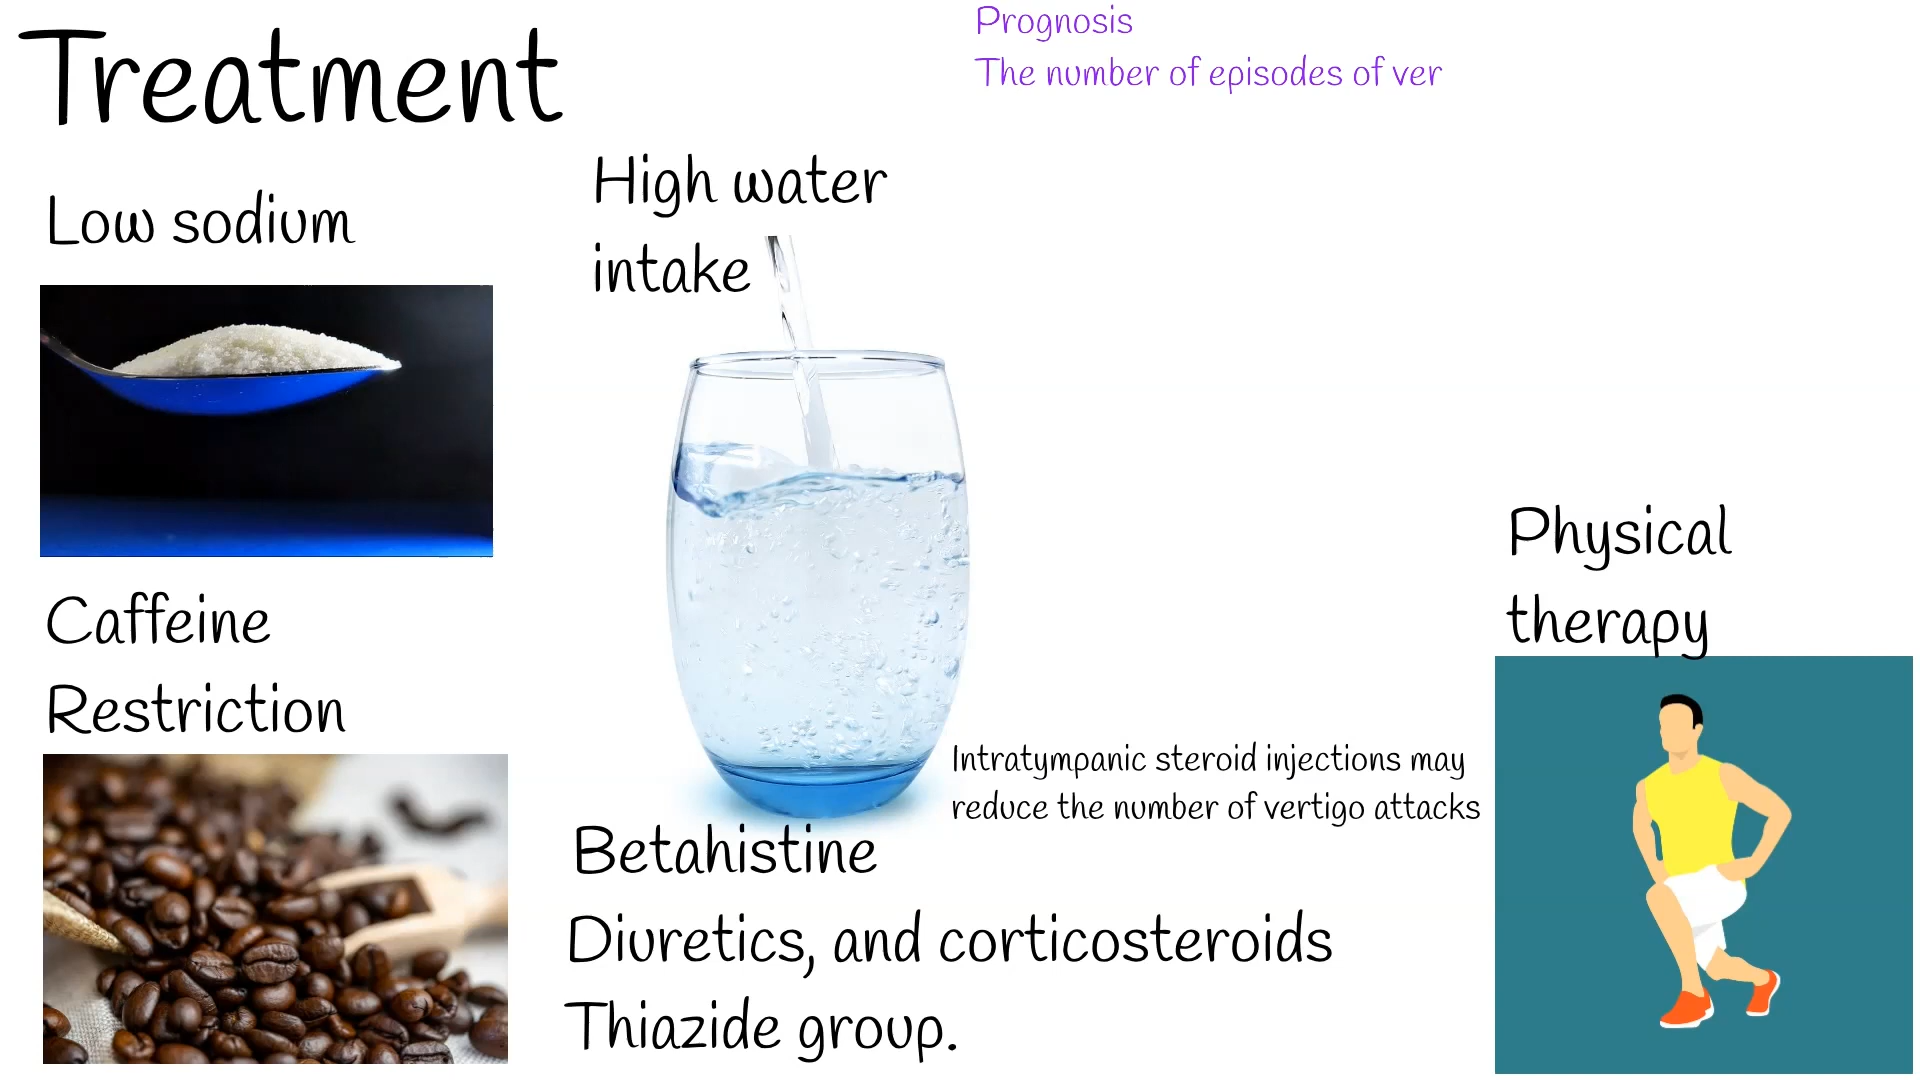 Treatment
Prognosis
The number of episodes of ver
Low sodium
High water
intake
Caffeine
Restriction
Physical
therapy
Intratympanic steroid injections may
reduce the number of vertigo attacks
Betahistine
Diuretics, and corticosteroids
Thiazide group.